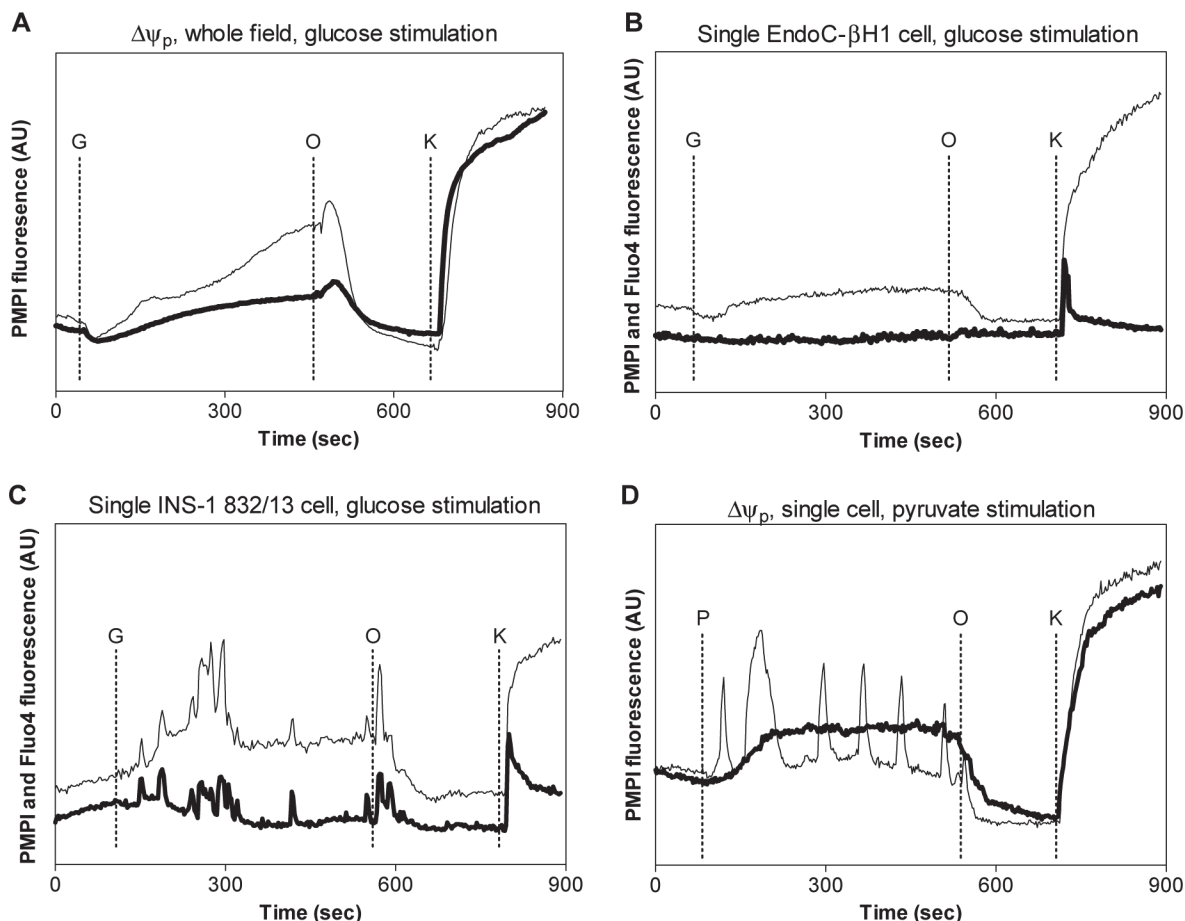 A
Δψp, whole field, glucose stimulation
PMPI fluoresence (AU)
G
O
K
0
300
600
900
Time (sec)
B
Single EndoC-βH1 cell, glucose stimulation
PMPI and Fluo4 fluorescence (AU)
G
O
K
0
300
600
900
Time (sec)
C
Single INS-1 832/13 cell, glucose stimulation
PMPI and Fluo4 fluorescence (AU)
G
O
K
0
300
600
900
Time (sec)
D
Δψp, single cell, pyruvate stimulation
PMPI fluorescence (AU)
P
O
K
0
300
600
900
Time (sec)